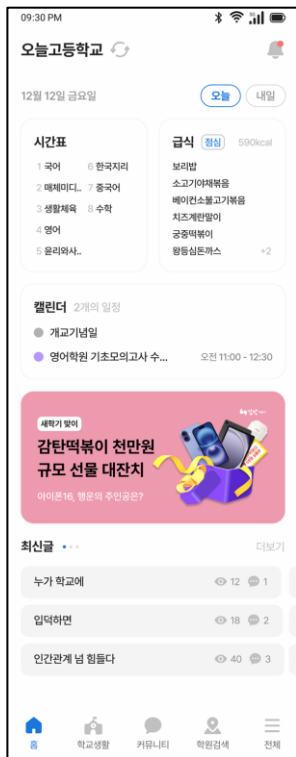 09:30 PM
오늘고등학교
12월 12일 금요일
오늘
내일
시간표
1 국어
2 매체미디..
3 생활체육
4 영어
5 윤리와사..
6 한국지리
7 중국어
8 수학
급식 점심 590kcal
보리밥
소고기야채볶음
베이컨소불고기볶음
치즈계란말이
궁중떡볶이
왕등심돈까스 +2
캘린더 2개의 일정
개교기념일
영어학원 기초모의고사 수... 오전 11:00 - 12:30
새학기 맞이
감탄떡볶이 천만원
규모 선물 대잔치
아이폰16, 행운의 주인공은?
최신글 더보기
누가 학교에 12 1
입덕하면 18 2
인간관계 넘 힘들다 40 3
홈
학교생활
커뮤니티
학원검색
전체